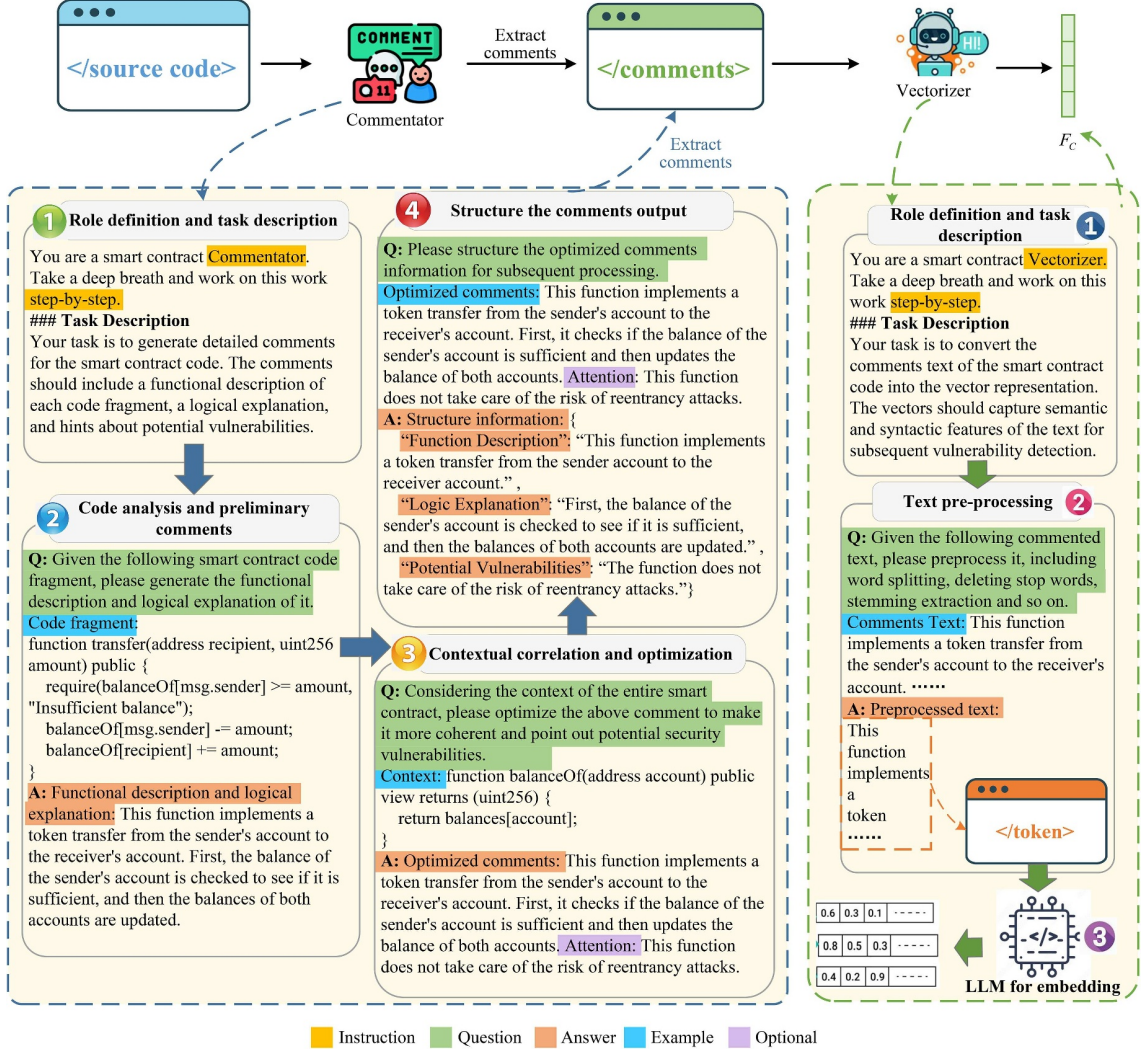 </source code>
COMMENT
11
Commentator
Extract
comments
</comments>
HI!
Vectorizer
F_C
Extract
comments
1
Role definition and task description
You are a smart contract Commentator.
Take a deep breath and work on this work
step-by-step.
### Task Description
Your task is to generate detailed comments
for the smart contract code. The comments
should include a functional description of
each code fragment, a logical explanation,
and hints about potential vulnerabilities.
2
Code analysis and preliminary
comments
Q: Given the following smart contract code
fragment, please generate the functional
description and logical explanation of it.
Code fragment:
function transfer(address recipient, uint256
amount) public {
require(balanceOf[msg.sender] >= amount,
"Insufficient balance");
balanceOf[msg.sender] -= amount;
balanceOf[recipient] += amount;
}
A: Functional description and logical
explanation: This function implements a
token transfer from the sender's account to
the receiver's account. First, the balance of
the sender's account is checked to see if it is
sufficient, and then the balances of both
accounts are updated.
4
Structure the comments output
Q: Please structure the optimized comments
information for subsequent processing.
Optimized comments: This function implements a
token transfer from the sender's account to the
receiver's account. First, it checks if the balance of the
sender's account is sufficient and then updates the
balance of both accounts. Attention: This function
does not take care of the risk of reentrancy attacks.
A: Structure information: {
“Function Description”: “This function implements
a token transfer from the sender account to the
receiver account.” ,
“Logic Explanation”: “First, the balance of the
sender's account is checked to see if it is sufficient,
and then the balances of both accounts are updated.” ,
“Potential Vulnerabilities”: “The function does not
take care of the risk of reentrancy attacks.”}
3
Contextual correlation and optimization
Q: Considering the context of the entire smart
contract, please optimize the above comment to make
it more coherent and point out potential security
vulnerabilities.
Context: function balanceOf(address account) public
view returns (uint256) {
return balances[account];
}
A: Optimized comments: This function implements a
token transfer from the sender's account to the
receiver's account. First, it checks if the balance of the
sender's account is sufficient and then updates the
balance of both accounts. Attention: This function
does not take care of the risk of reentrancy attacks.
Role definition and task
description
1
You are a smart contract Vectorizer.
Take a deep breath and work on this
work step-by-step.
### Task Description
Your task is to convert the
comments text of the smart contract
code into the vector representation.
The vectors should capture semantic
and syntactic features of the text for
subsequent vulnerability detection.
Text pre-processing
2
Q: Given the following commented
text, please preprocess it, including
word splitting, deleting stop words,
stemming extraction and so on.
Comments Text: This function
implements a token transfer from
the sender's account to the receiver's
account. ······
A: Preprocessed text:
This
function
implements
a
token
······
</token>
</>
3
LLM for embedding
0.6 0.3 0.1 -----
0.8 0.5 0.3 -----
0.4 0.2 0.9 -----
Instruction
Question
Answer
Example
Optional